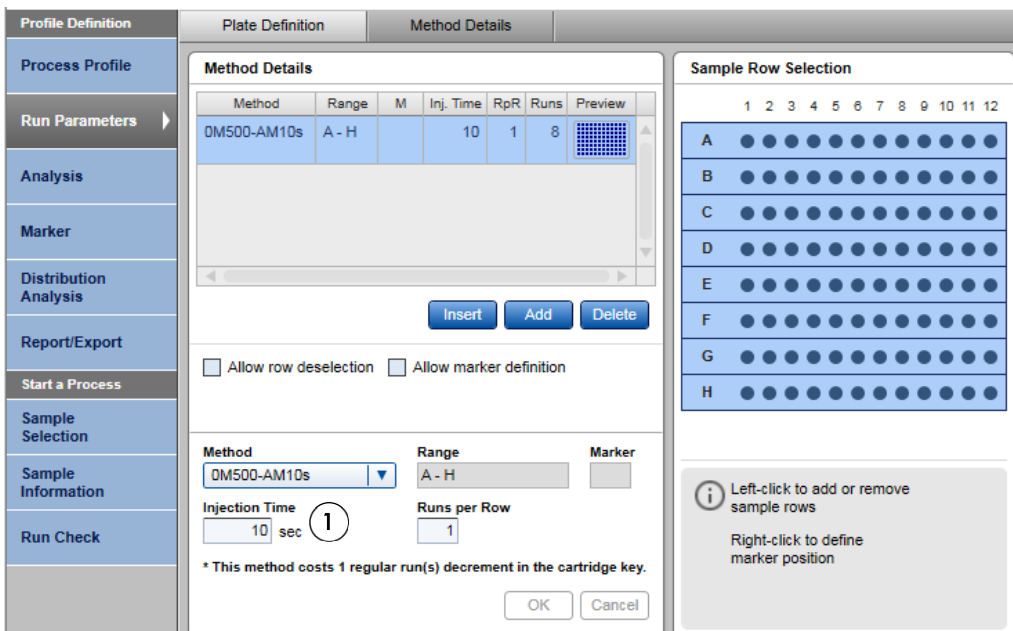 Profile Definition
Process Profile
Run Parameters
Analysis
Marker
Distribution
Analysis
Report/Export
Start a Process
Sample
Selection
Sample
Information
Run Check
Plate Definition
Method Details
Method Details
Method Range M Inj. Time RpR Runs Preview
0M500-AM10s A - H 10 1 8
Insert Add Delete
Allow row deselection Allow marker definition
Method Range Marker
0M500-AM10s A - H
Injection Time Runs per Row
10 sec 1 1
* This method costs 1 regular run(s) decrement in the cartridge key.
OK Cancel
Sample Row Selection
1 2 3 4 5 6 7 8 9 10 11 12
A
B
C
D
E
F
G
H
i
Left-click to add or remove
sample rows
Right-click to define
marker position